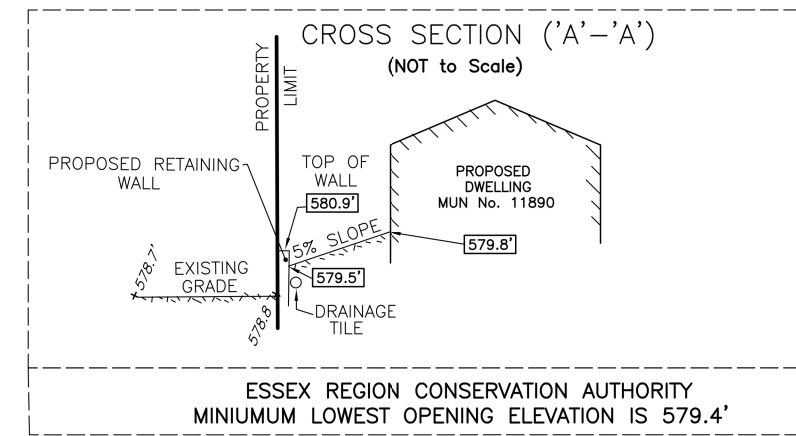 CROSS SECTION ('A'-'A')
(NOT to Scale)
PROPERTY
LIMIT
PROPOSED RETAINING
WALL
TOP OF
WALL
580.9'
5% SLOPE
PROPOSED
DWELLING
MUN No. 11890
579.8'
579.5'
578.7'
EXISTING
GRADE
578.8
DRAINAGE
TILE
ESSEX REGION CONSERVATION AUTHORITY
MINIUMUM LOWEST OPENING ELEVATION IS 579.4'